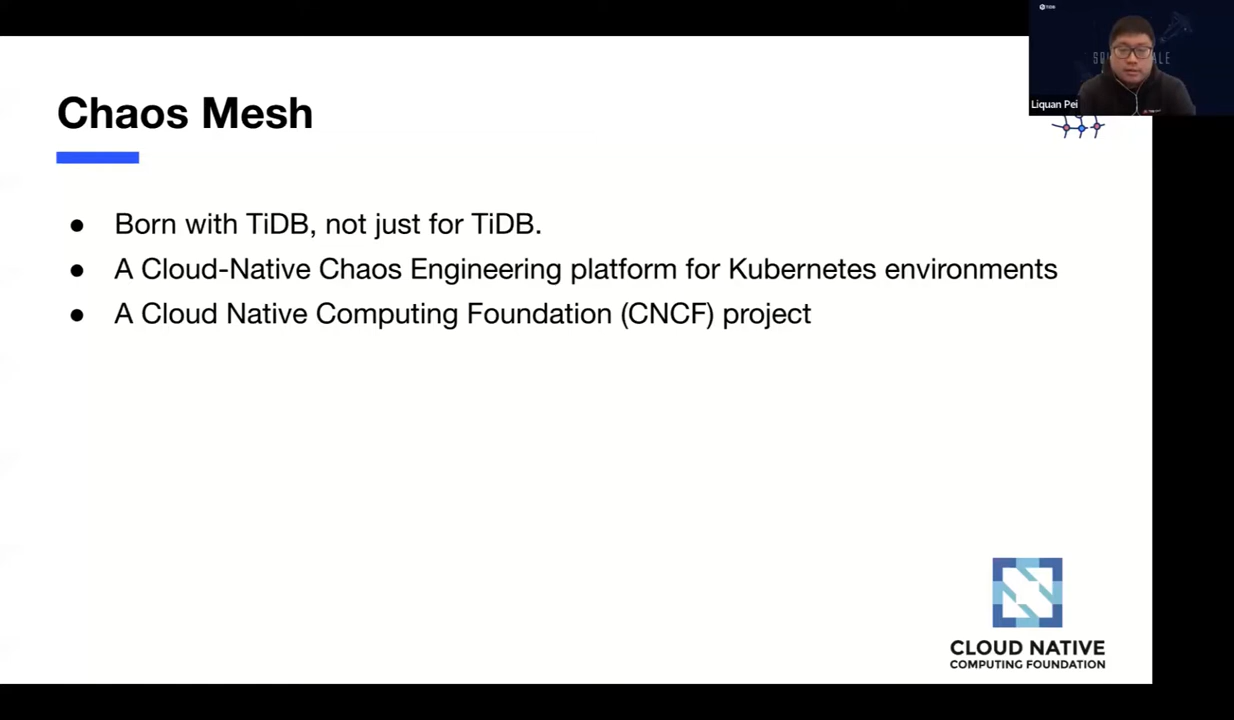 TiDB
Liquan Pei
Chaos Mesh
● Born with TiDB, not just for TiDB.
● A Cloud-Native Chaos Engineering platform for Kubernetes environments
● A Cloud Native Computing Foundation (CNCF) project
CLOUD NATIVE
COMPUTING FOUNDATION